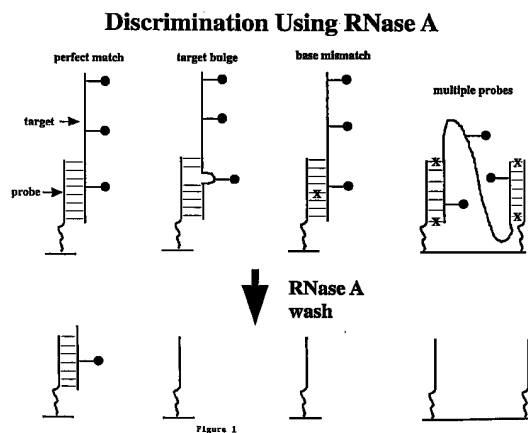 Discrimination Using RNase A
perfect match
target bulge
base mismatch
multiple probes
target
probe
X
X
X
X
X
RNase A
wash
Figure 1